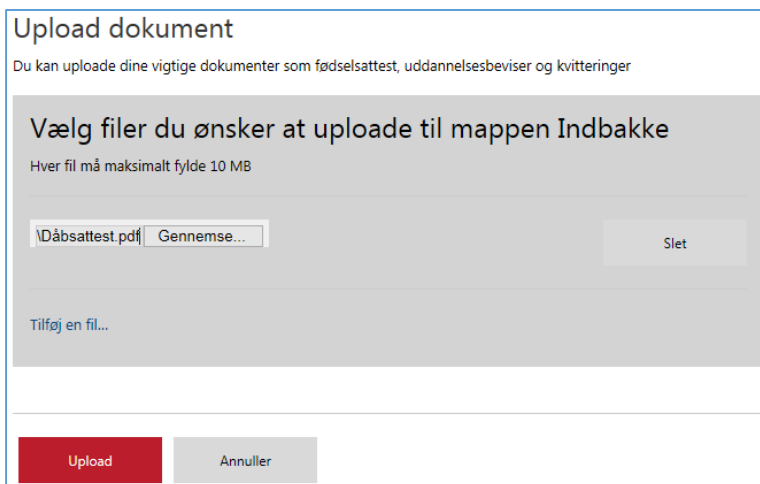 Upload dokument
Du kan uploade dine vigtige dokumenter som fødselsattest, uddannelsesbeviser og kvitteringer
Vælg filer du ønsker at uploade til mappen Indbakke
Hver fil må maksimalt fylde 10 MB
\Dåbsattest.pdf Gennemse... Slet
Tilføj en fil...
Upload Annuller